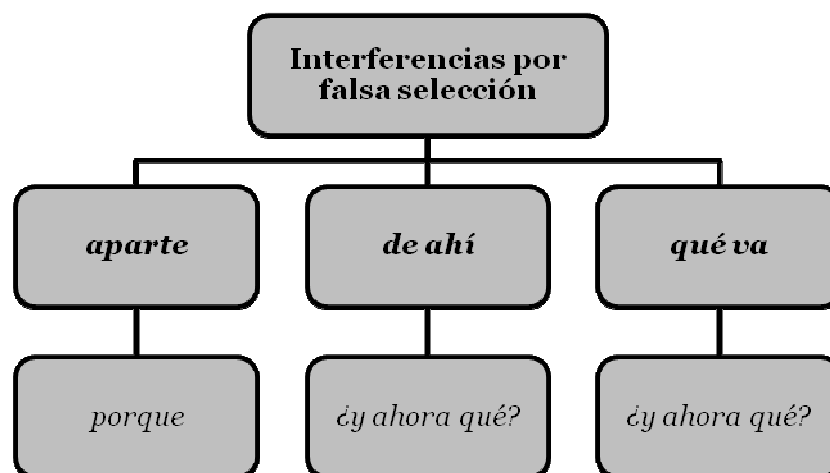 Interferencias por
falsa selección
aparte
de ahí
qué va
porque
¿y ahora qué?
¿y ahora qué?